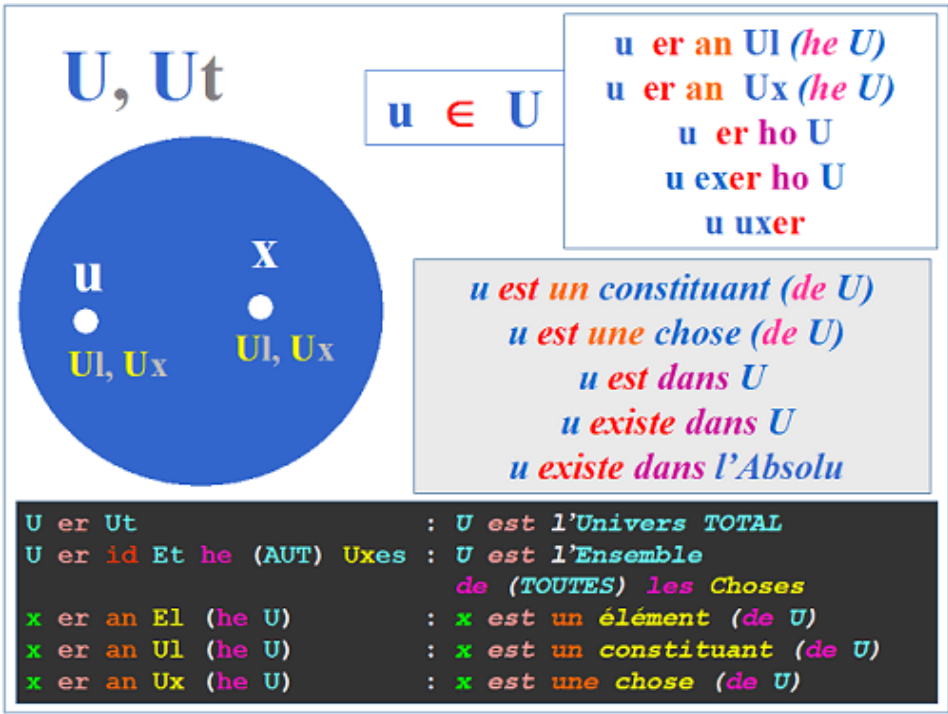 U, Ut
u ∈ U
u er an Ul (he U)
u er an Ux (he U)
u er ho U
u exer ho U
u uxer
u
x
Ul, Ux
Ul, Ux
u est un constituant (de U)
u est une chose (de U)
u est dans U
u existe dans U
u existe dans l'Absolu
U er Ut : U est l'Univers TOTAL
U er id Et he (AUT) Uxes : U est l'Ensemble
de (TOUTES) les Choses
x er an El (he U) : x est un élément (de U)
x er an Ul (he U) : x est un constituant (de U)
x er an Ux (he U) : x est une chose (de U)